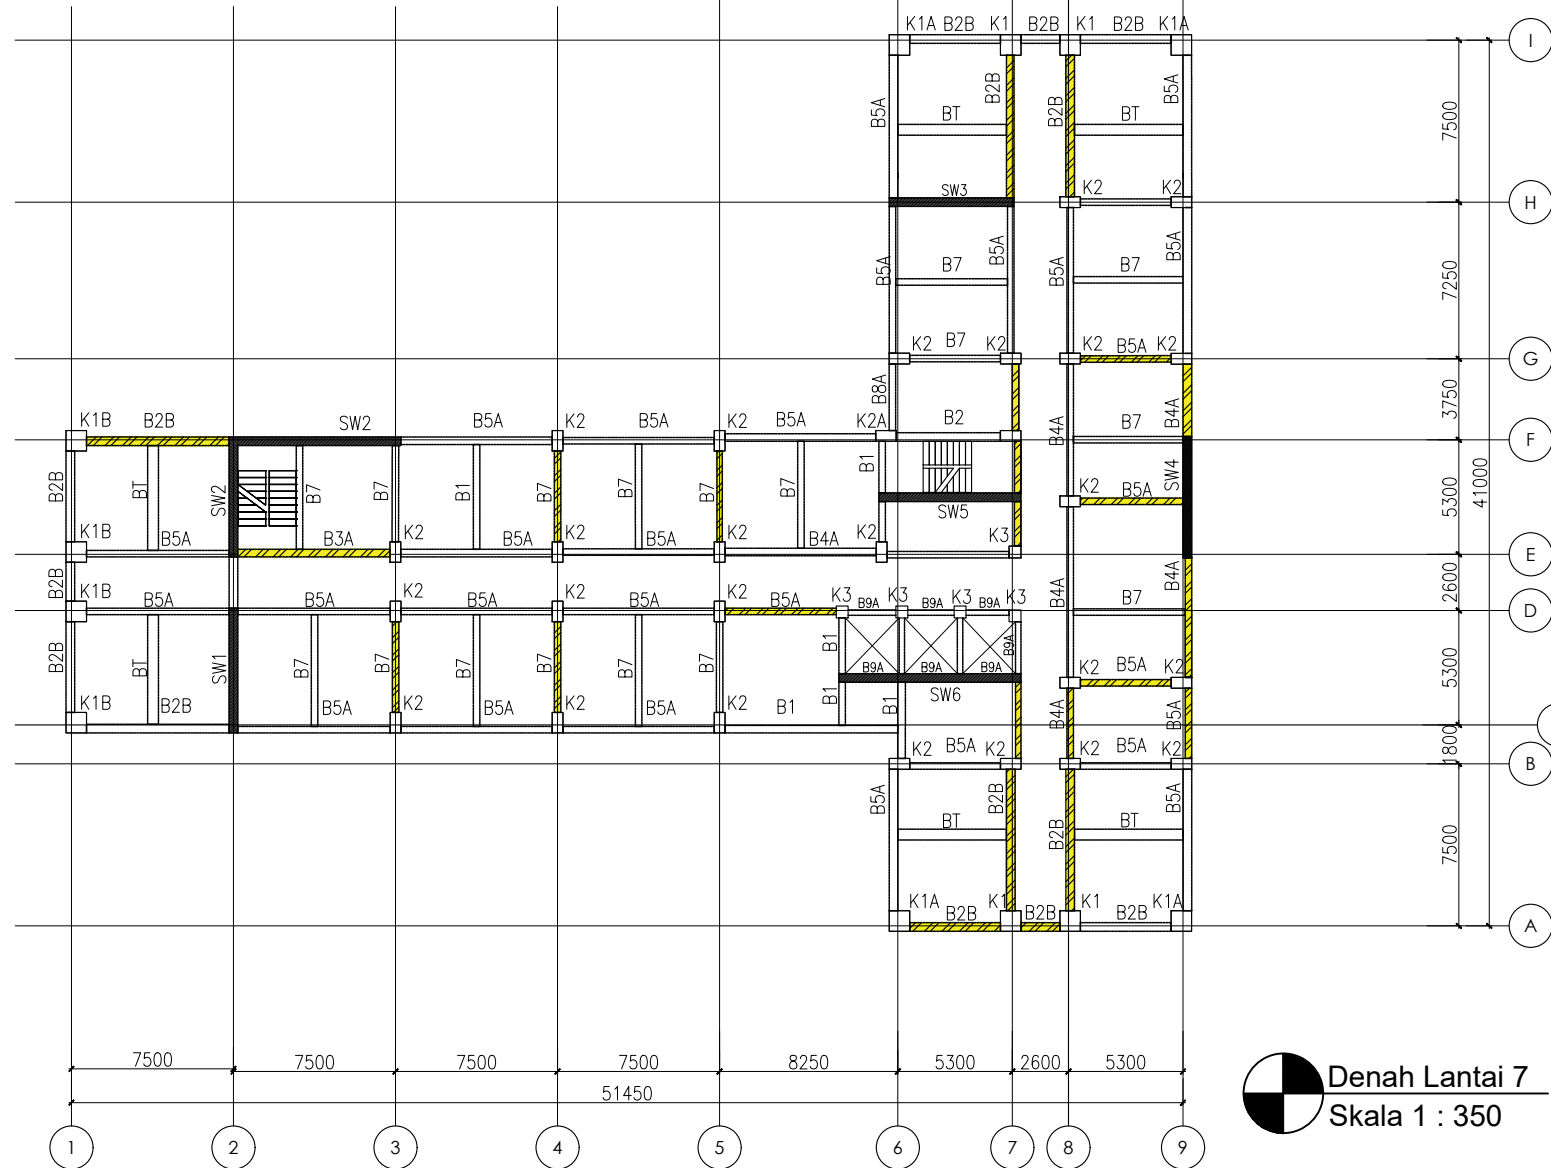 K1A B2B K1 B2B K1 B2B K1A
I
B5A B2B B2B B5A
BT BT
7500
SW3 K2 K2
H
B5A B5A B5A B5A
B7 B7
7250
K2 B7 K2 K2 B5A K2
G
B8A B4A
3750
K1B B2B SW2 B5A K2 B5A K2 B5A K2A B2 B4A B7
F
B2B BT SW2 B7 B7 B1 B7 B7 B7 B7 B1 SW4
K2 B5A
5300 41000
SW5
K1B B5A B3A K2 B5A K2 B5A K2 B4A K2 K3
E
B2B B4A B4A
2600
K1B B5A B5A K2 B5A K2 B5A K2 B5A K3 B9A K3 B9A K3 B9A K3 B7
D
B2B BT SW1 B7 B7 B7 B7 B7 B7 B1 B9A
B9A B9A B9A
K2 B5A K2
5300
SW6
B1 B1 B4A B5A
K1B B2B B5A K2 B5A K2 B5A K2 B1
1800
K2 B5A K2 K2 B5A K2
B
B5A B2B B2B B5A
BT BT
7500
K1A B2B K1 B2B K1 B2B K1A
A
7500 7500 7500 7500 8250 5300 2600 5300
51450
1 2 3 4 5 6 7 8 9
Denah Lantai 7
Skala 1 : 350